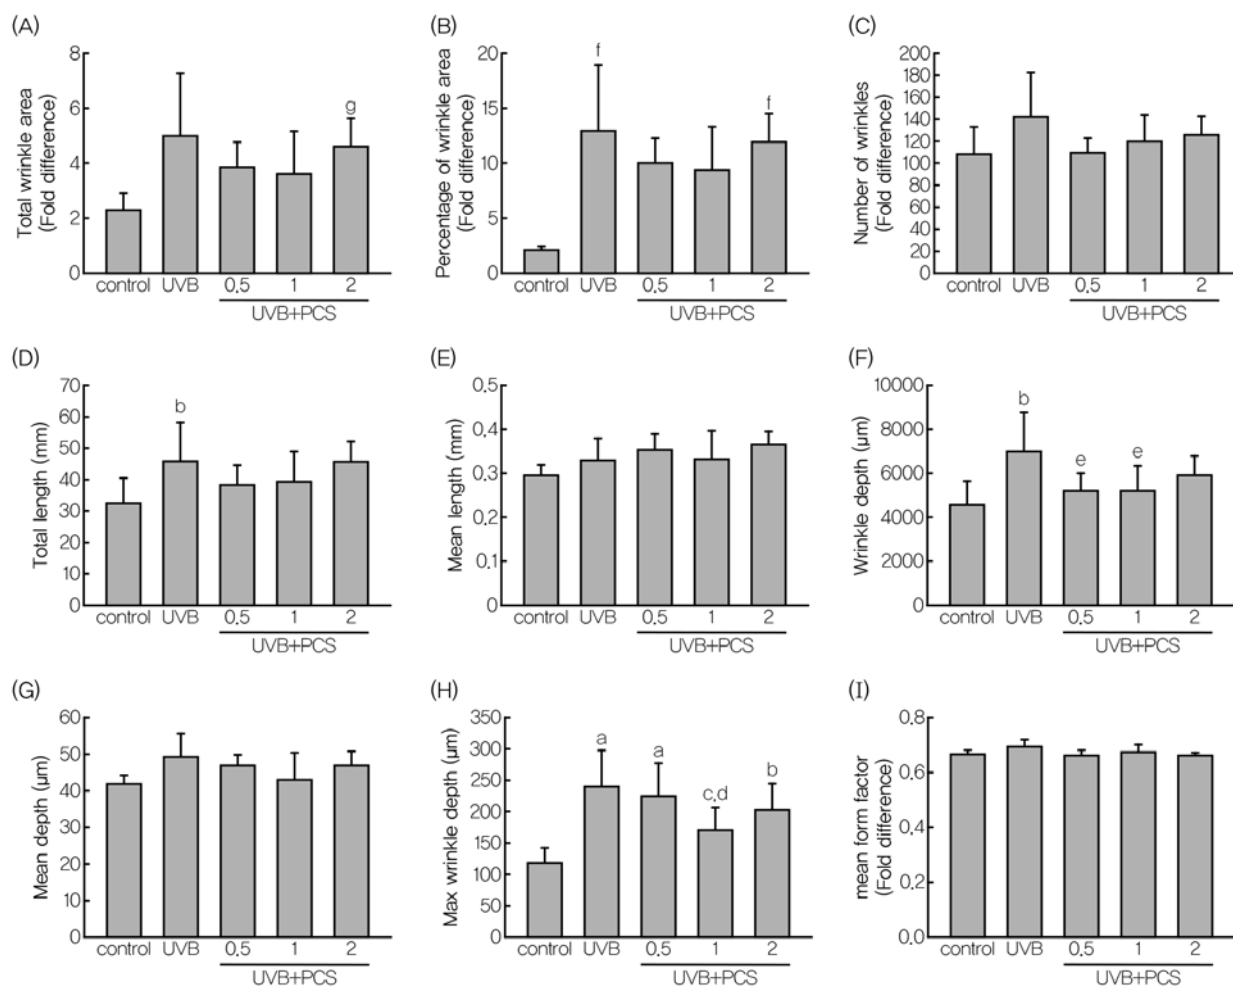 (A)
Total wrinkle area
(Fold difference)
8
6
4
2
0
g
control UVB 0.5 1 2
UVB+PCS
(B)
Percentage of wrinkle area
(Fold difference)
20
15
10
5
0
f
f
control UVB 0.5 1 2
UVB+PCS
(C)
Number of wrinkles
(Fold difference)
200
180
160
140
120
100
80
60
40
20
0
control UVB 0.5 1 2
UVB+PCS
(D)
Total length (mm)
70
60
50
40
30
20
10
0
b
control UVB 0.5 1 2
UVB+PCS
(E)
Mean length (mm)
0.5
0.4
0.3
0.2
0.1
0
control UVB 0.5 1 2
UVB+PCS
(F)
Wrinkle depth (μm)
10000
8000
6000
4000
2000
0
b
e
e
control UVB 0.5 1 2
UVB+PCS
(G)
Mean depth (μm)
60
50
40
30
20
10
0
control UVB 0.5 1 2
UVB+PCS
(H)
Max wrinkle depth (μm)
350
300
250
200
150
100
50
0
a
a
c,d
b
control UVB 0.5 1 2
UVB+PCS
(I)
mean form factor
(Fold difference)
0.8
0.6
0.4
0.2
0.0
control UVB 0.5 1 2
UVB+PCS